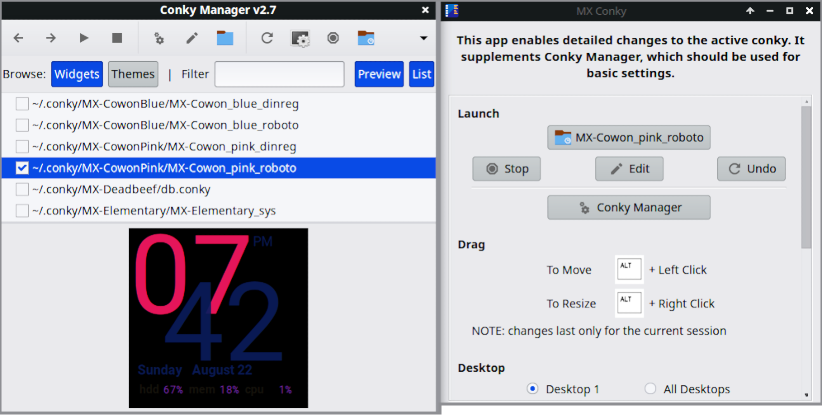 Conky Manager v2.7
Browse: Widgets Themes | Filter Preview List
~/.conky/MX-CowonBlue/MX-Cowon_blue_dinreg
~/.conky/MX-CowonBlue/MX-Cowon_blue_roboto
~/.conky/MX-CowonPink/MX-Cowon_pink_dinreg
~/.conky/MX-CowonPink/MX-Cowon_pink_roboto
~/.conky/MX-Deadbeef/db.conky
~/.conky/MX-Elementary/MX-Elementary_sys
07 PM
42
Sunday August 22
hdd 67% mem 18% cpu 1%
MX Conky
This app enables detailed changes to the active conky. It
supplements Conky Manager, which should be used for
basic settings.
Launch
MX-Cowon_pink_roboto
Stop Edit Undo
Conky Manager
Drag
To Move ALT + Left Click
To Resize ALT + Right Click
NOTE: changes last only for the current session
Desktop
Desktop 1 All Desktops